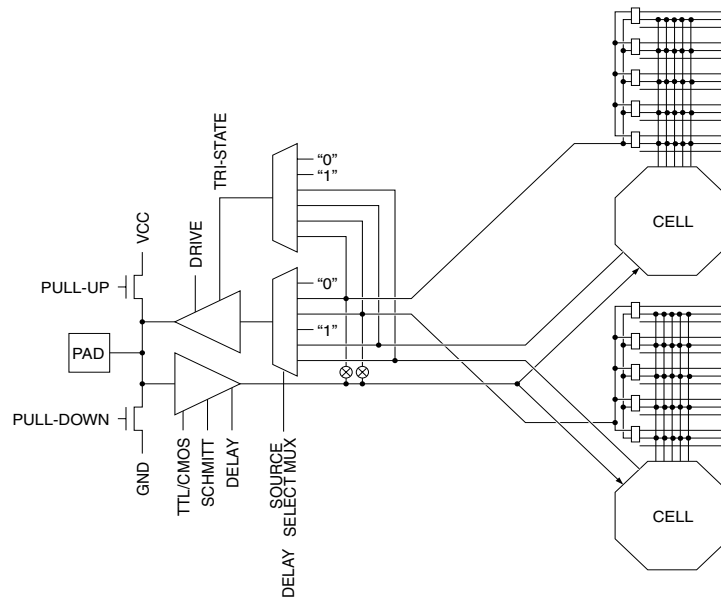 TRI-STATE
“0”
“1”
CELL
VCC
DRIVE
PULL-UP
“0”
“1”
PAD
PULL-DOWN
GND
TTL/CMOS
SCHMITT
DELAY
SOURCE
SELECT MUX
DELAY
CELL